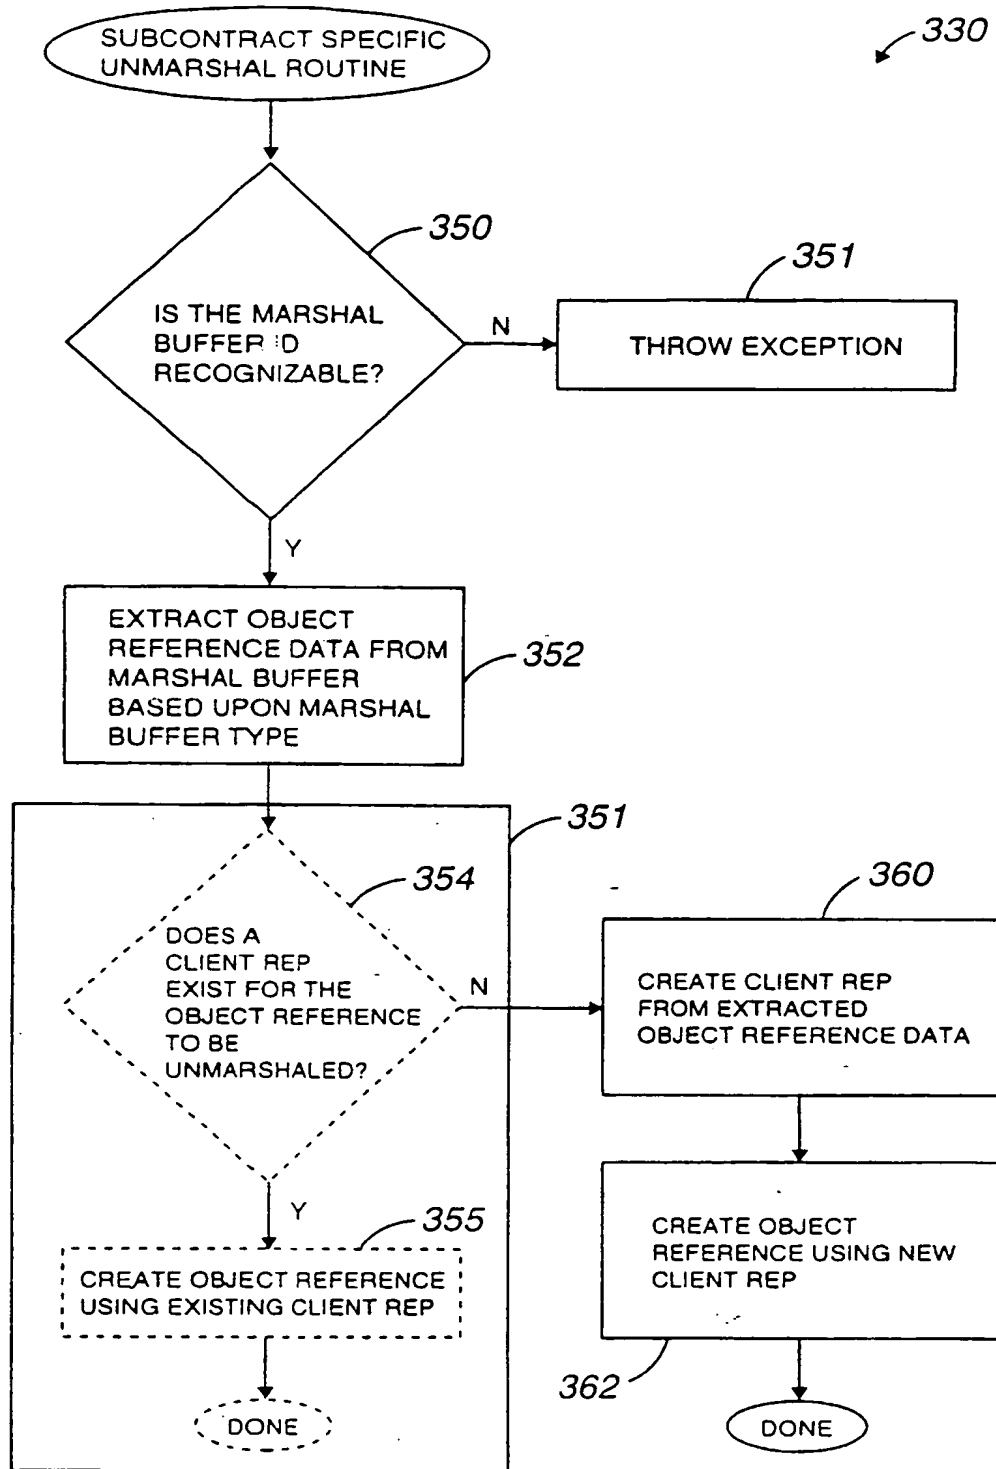 SUBCONTRACT SPECIFIC
UNMARSHAL ROUTINE
330
350
IS THE MARSHAL
BUFFER ID
RECOGNIZABLE?
N
351
THROW EXCEPTION
Y
EXTRACT OBJECT
REFERENCE DATA FROM
MARSHAL BUFFER
BASED UPON MARSHAL
BUFFER TYPE
352
351
354
DOES A
CLIENT REP
EXIST FOR THE
OBJECT REFERENCE
TO BE
UNMARSHALED?
N
360
CREATE CLIENT REP
FROM EXTRACTED
OBJECT REFERENCE DATA
Y
355
CREATE OBJECT REFERENCE
USING EXISTING CLIENT REP
CREATE OBJECT
REFERENCE USING NEW
CLIENT REP
362
DONE
DONE